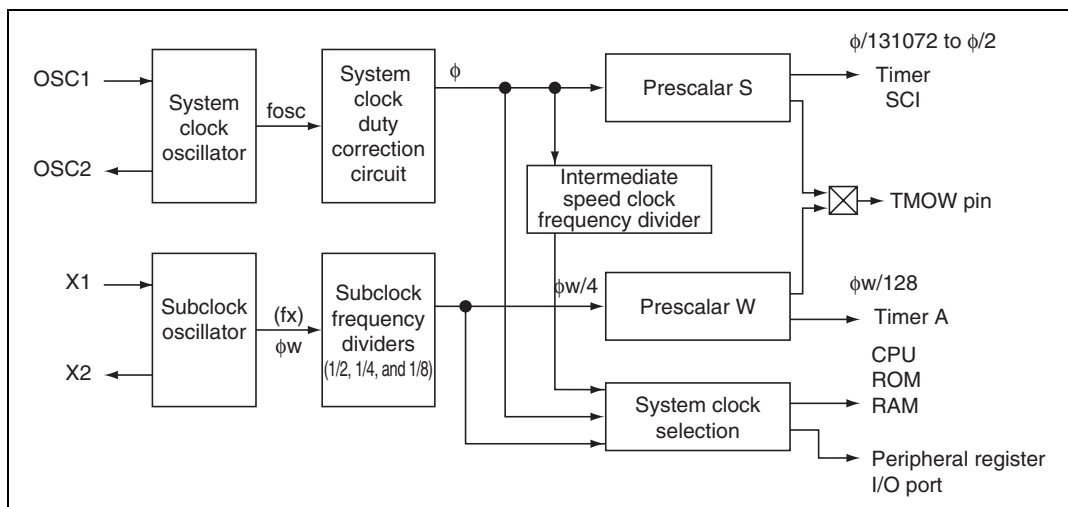 OSC1
OSC2
System
clock
oscillator
fosc
System
clock
duty
correction
circuit
ϕ
Prescalar S
ϕ/131072 to ϕ/2
Timer
SCI
Intermediate
speed clock
frequency divider
TMOW pin
X1
X2
Subclock
oscillator
(fx)
ϕw
Subclock
frequency
dividers
(1/2, 1/4, and 1/8)
ϕw/4
Prescalar W
ϕw/128
Timer A
System clock
selection
CPU
ROM
RAM
Peripheral register
I/O port